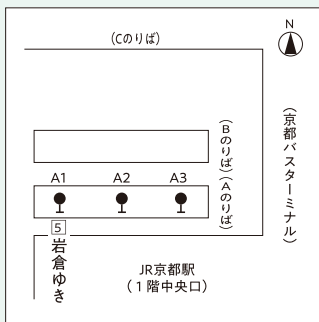 (Cのりば)
N
(Bのりば)
(Aのりば)
(京都バスターミナル)
A1 A2 A3
5
岩倉ゆき
JR京都駅
(1階中央口)